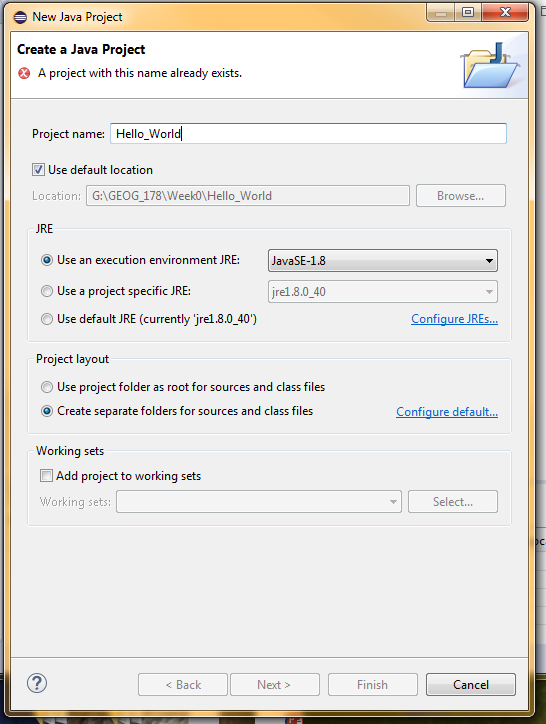 New Java Project
Create a Java Project
A project with this name already exists.
Project name: Hello_World
Use default location
Location: G:\GEOG_178\Week0\Hello_World Browse...
JRE
Use an execution environment JRE: JavaSE-1.8
Use a project specific JRE: jre1.8.0_40
Use default JRE (currently 'jre1.8.0_40') Configure JREs...
Project layout
Use project folder as root for sources and class files
Create separate folders for sources and class files Configure default...
Working sets
Add project to working sets
Working sets: Select...
? < Back Next > Finish Cancel